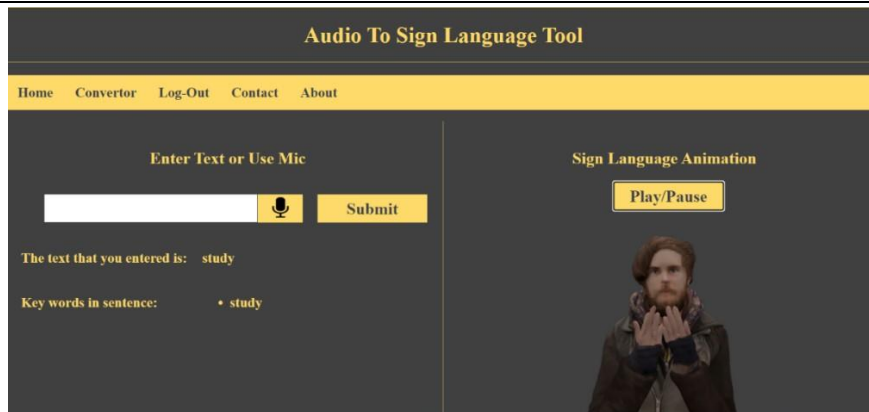 Audio To Sign Language Tool
Home Convertor Log-Out Contact About
Enter Text or Use Mic
Submit
The text that you entered is: study
Key words in sentence:
• study
Sign Language Animation
Play/Pause